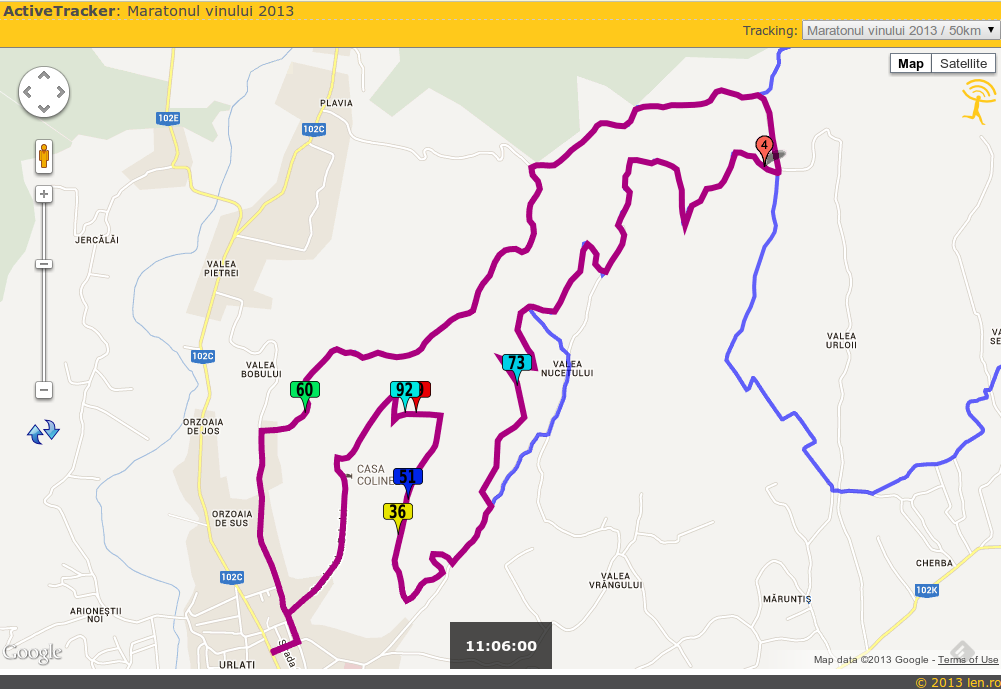 ActiveTracker: Maratonul vinului 2013
Tracking: Maratonul vinului 2013 / 50km
Map Satellite
PLAVIA
102E
102C
4
JERCĂLĂI
VALEA
PIETREI
VALEA
URLOII
102C
VALEA
BOBULUI
73
VALEA
NUCETULUI
60
92
ORZOAIA
DE JOS
CASA
COLINE
51
36
ORZOAIA
DE SUS
CHERBA
102C
VALEA
VRÂNGULUI
102K
MĂRUNȚIȘ
ARIONEȘTII
NOI
11:06:00
Google
URLATI
Map data ©2013 Google - Terms of Use
© 2013 len.ro